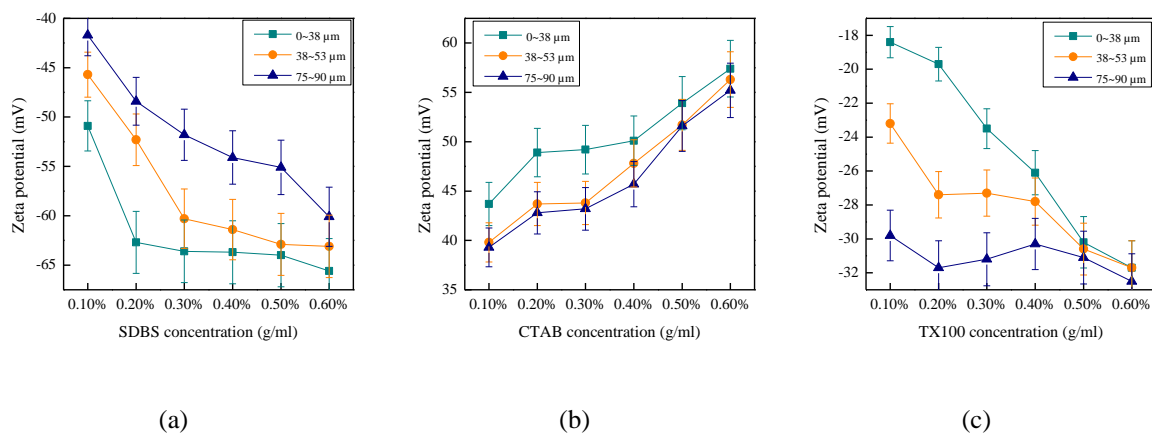 -40
-45
-50
-55
-60
-65
Zeta potential (mV)
0~38 µm
38~53 µm
75~90 µm
0.10% 0.20% 0.30% 0.40% 0.50% 0.60%
SDBS concentration (g/ml)
(a)
60
55
50
45
40
35
Zeta potential (mV)
0~38 µm
38~53 µm
75~90 µm
0.10% 0.20% 0.30% 0.40% 0.50% 0.60%
CTAB concentration (g/ml)
(b)
-18
-20
-22
-24
-26
-28
-30
-32
Zeta potential (mV)
0~38 µm
38~53 µm
75~90 µm
0.10% 0.20% 0.30% 0.40% 0.50% 0.60%
TX100 concentration (g/ml)
(c)